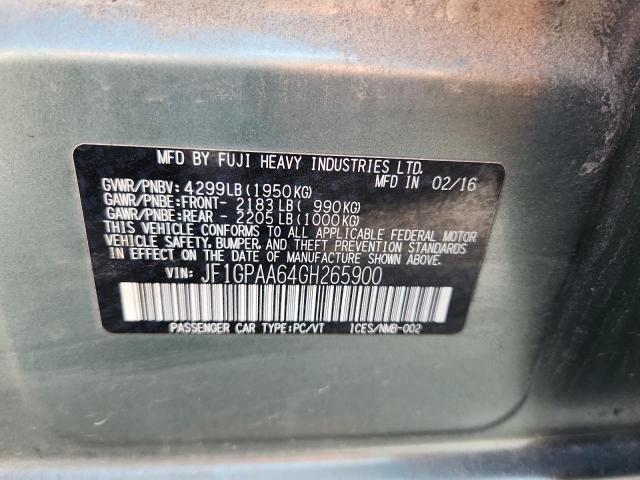 MFD BY FUJI HEAVY INDUSTRIES LTD.
MFD IN 02/16
GVWR/PNBV: 4299LB(1950KG)
GAWR/PNBE:FRONT- 2183LB( 990KG)
GAWR/PNBE:REAR - 2205LB(1000KG)
THIS VEHICLE CONFORMS TO ALL APPLICABLE FEDERAL MOTOR
VEHICLE SAFETY, BUMPER, AND THEFT PREVENTION STANDARDS
IN EFFECT ON THE DATE OF MANUFACTURE SHOWN ABOVE.
VIN: JF1GPAA64GH265900
PASSENGER CAR TYPE:PC/VT ICES/NMB-002